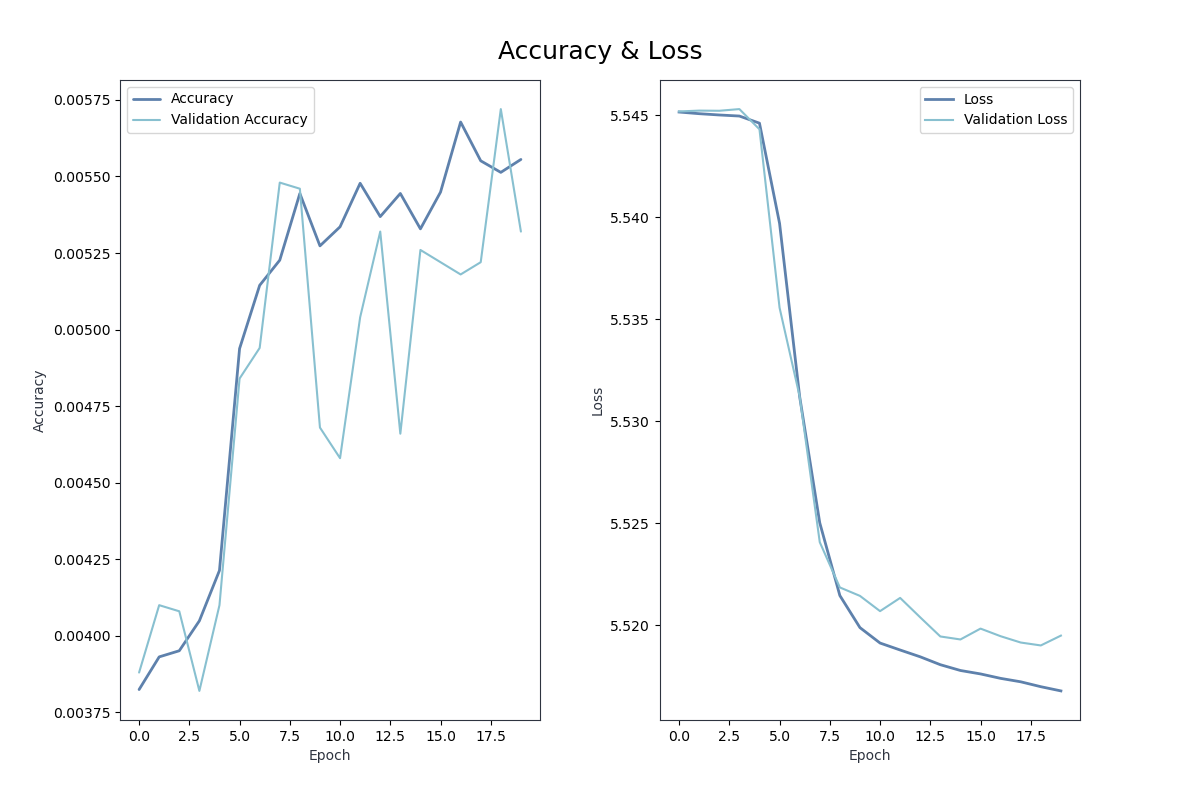 Accuracy & Loss
Accuracy
Validation Accuracy
0.00575
0.00550
0.00525
0.00500
0.00475
0.00450
0.00425
0.00400
0.00375
Accuracy
0.0 2.5 5.0 7.5 10.0 12.5 15.0 17.5
Epoch
Loss
Validation Loss
5.545
5.540
5.535
5.530
5.525
5.520
Loss
0.0 2.5 5.0 7.5 10.0 12.5 15.0 17.5
Epoch